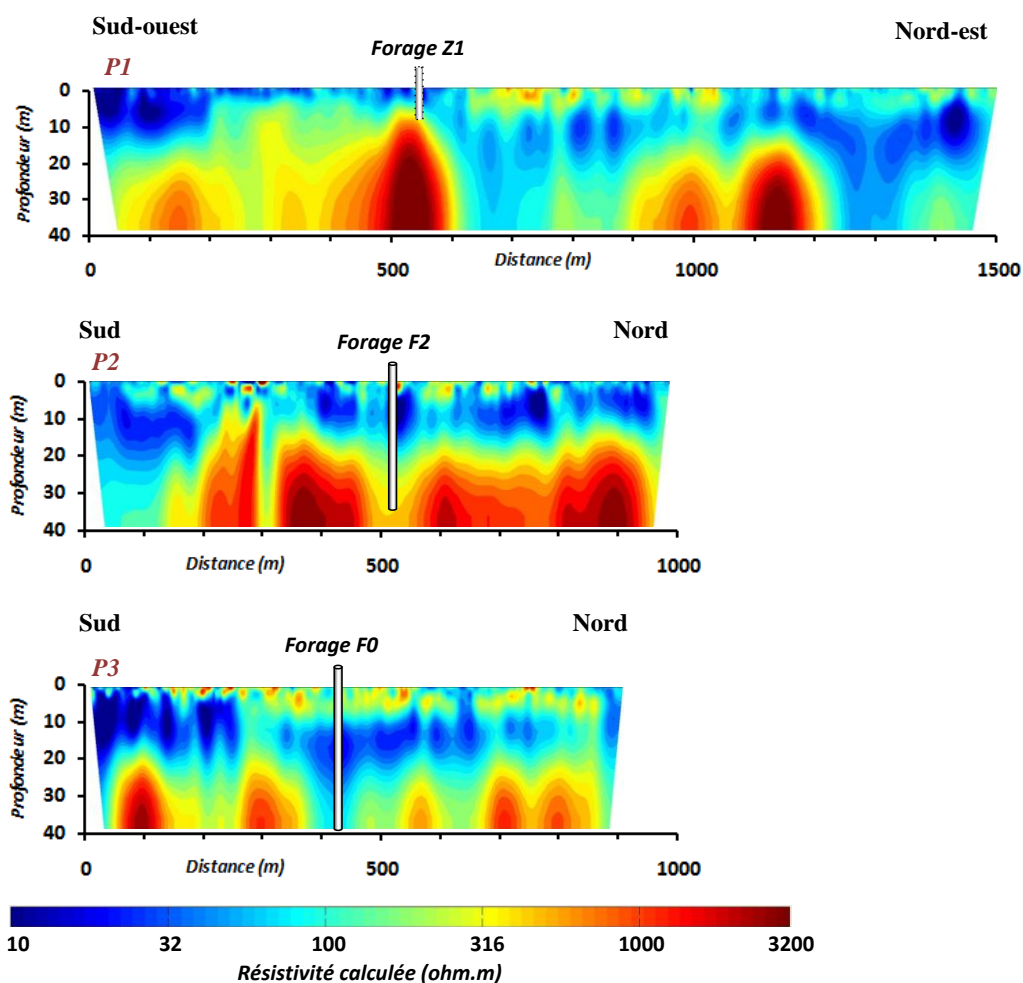 Sud-ouest
Nord-est
Forage Z1
P1
0
10
20
30
40
Profondeur (m)
0
500
1000
1500
Distance (m)
Sud
Nord
Forage F2
P2
0
10
20
30
40
Profondeur (m)
0
500
1000
Distance (m)
Sud
Nord
Forage F0
P3
0
10
20
30
40
Profondeur (m)
0
500
1000
Distance (m)
10 32 100 316 1000 3200
Résistivité calculée (ohm.m)